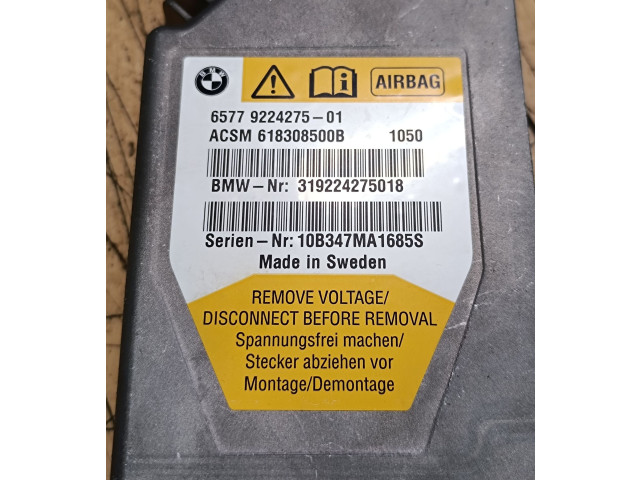 BMW
AIRBAG
6577 9224275-01
ACSM 618308500B 1050
BMW-Nr: 319224275018
Serien-Nr: 10B347MA1685S
Made in Sweden
REMOVE VOLTAGE/
DISCONNECT BEFORE REMOVAL
Spannungsfrei machen/
Stecker abziehen vor
Montage/Demontage